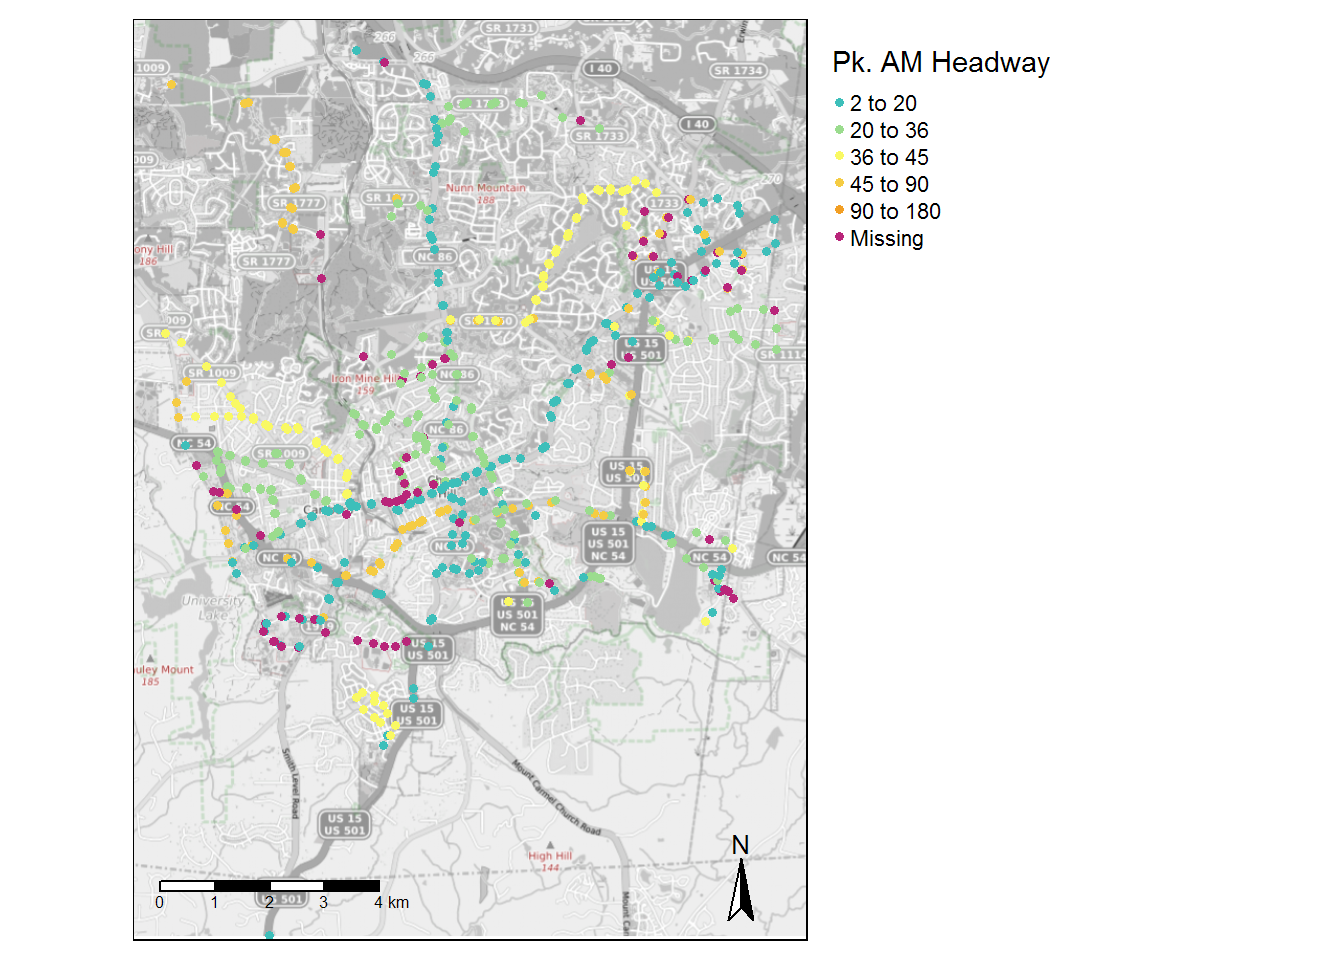 SR 1731
266
266
I 40
SR 1734
1009
I 40
SR 1733
009
270
Nunn Mountain
188
SR 1777
SR 1777
1733
ony Hill
186
SR 1777
NC 86
US 15
US 501
SR 1009
US 15
US 501
SR 1114
SR 1009
Iron Mine Hill
159
NC 86
NC 86
NC 54
SR 1009
US 15
US 501
NC 54
US 15
US 501
NC 54
NC 54
NC 54
NC 54
University
Lake
US 15
US 501
NC 54
US 15
US 501
uley Mount
185
US 15
US 501
Smith Level Road
Mount Carmel Church Road
US 15
US 501
High Hill
144
US 501
Mount Car
N
0 1 2 3 4 km
Pk. AM Headway
2 to 20
20 to 36
36 to 45
45 to 90
90 to 180
Missing